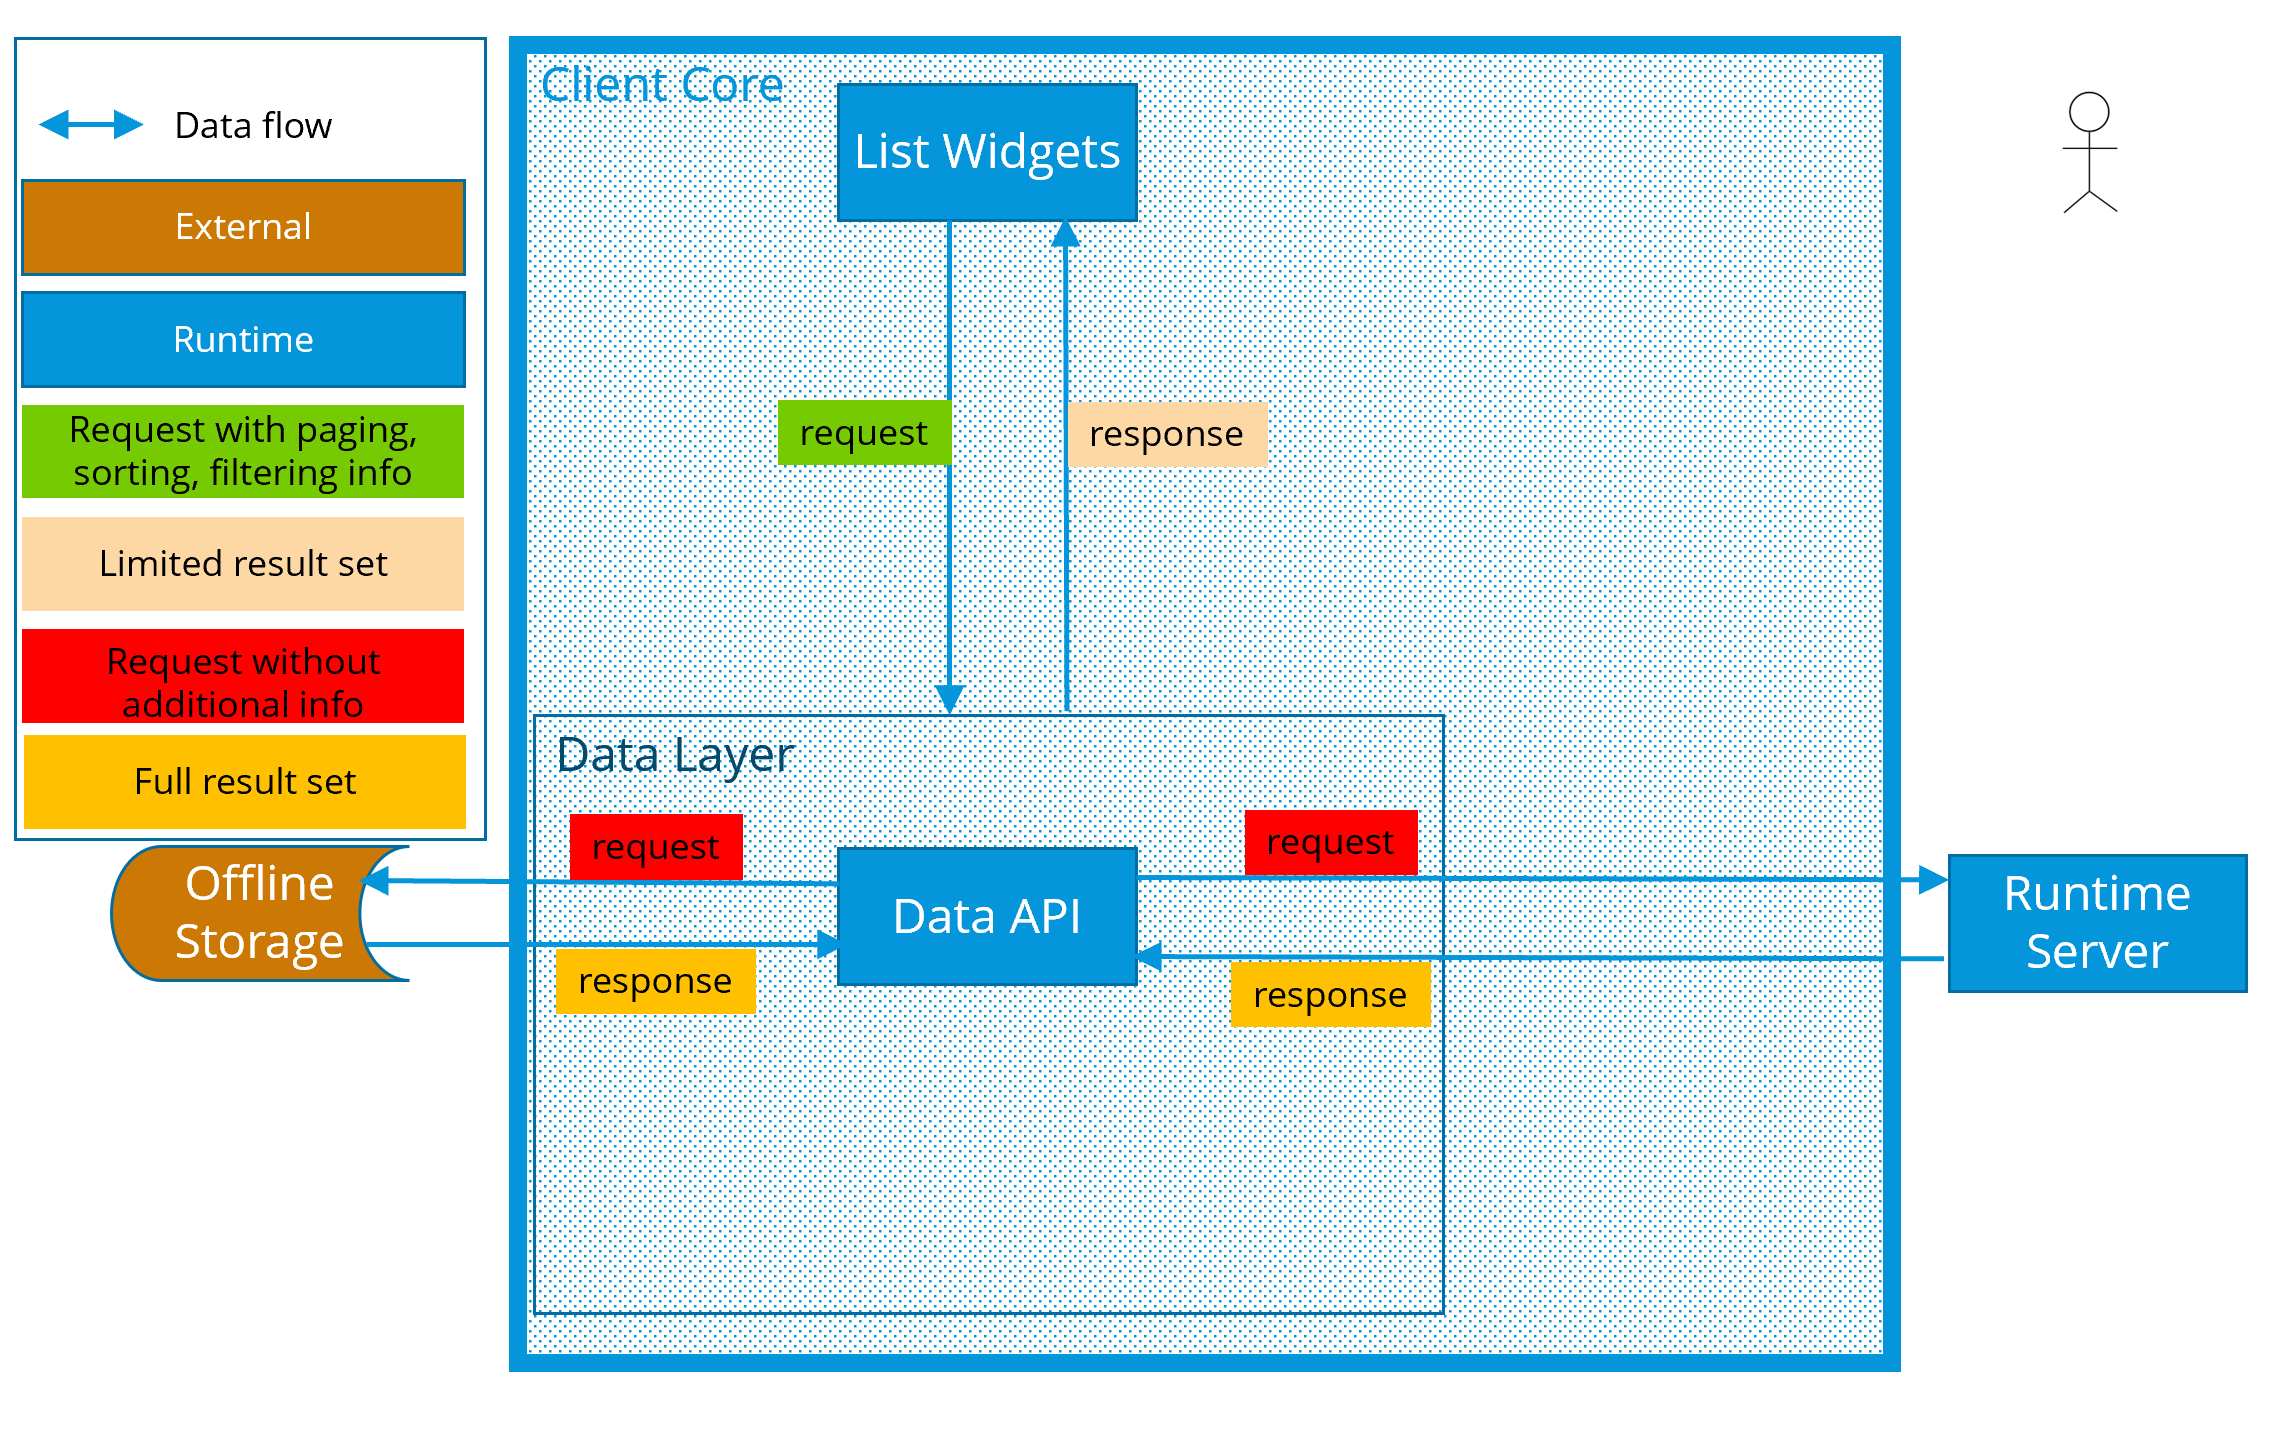 Data flow
External
Runtime
Request with paging,
sorting, filtering info
Limited result set
Request without
additional info
Full result set
Client Core
List Widgets
request
response
Data Layer
request
request
Offline
Storage
Data API
Runtime
Server
response
response